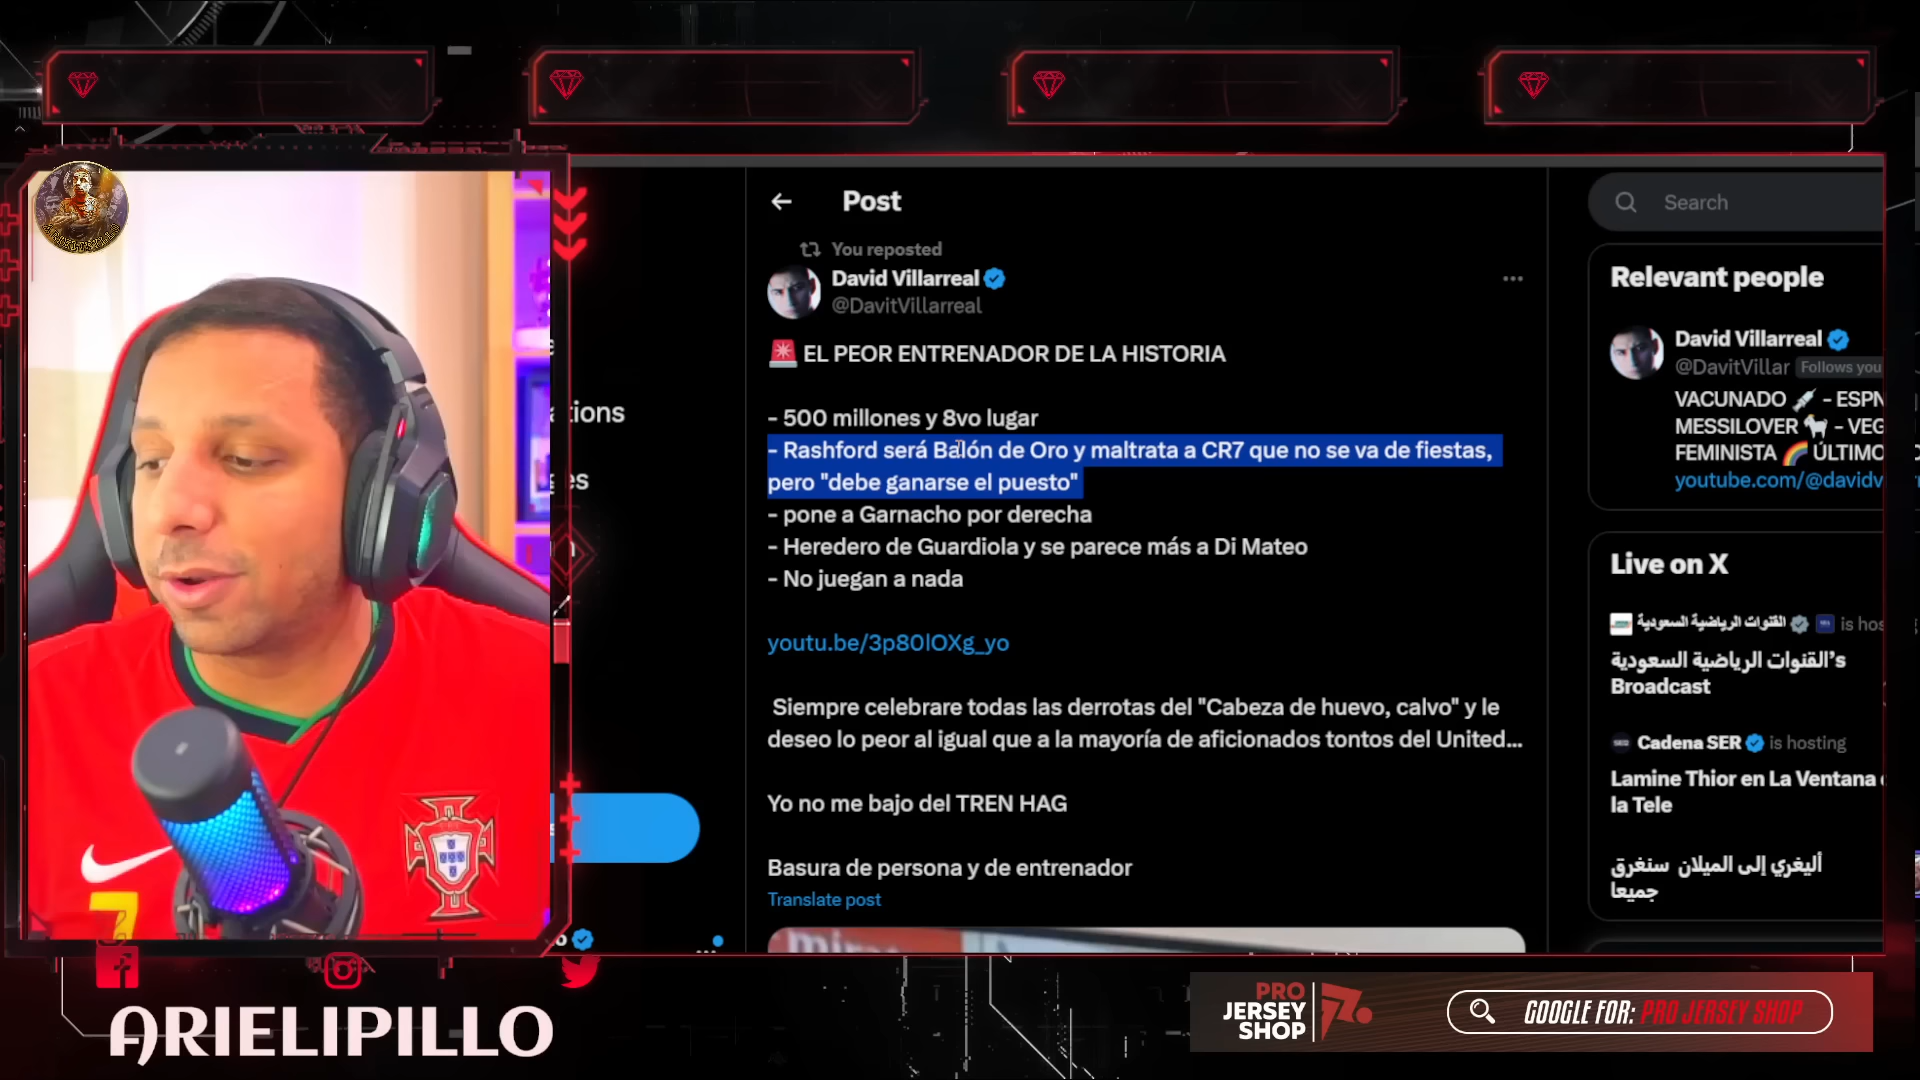 Post
Search
You reposted
David Villarreal
@DavitVillarreal
EL PEOR ENTRENADOR DE LA HISTORIA
- 500 millones y 8vo lugar
- Rashford será Balón de Oro y maltrata a CR7 que no se va de fiestas,
pero "debe ganarse el puesto"
- pone a Garnacho por derecha
- Heredero de Guardiola y se parece más a Di Mateo
- No juegan a nada
youtu.be/3p80lOXg_yo
Siempre celebrare todas las derrotas del "Cabeza de huevo, calvo" y le
deseo lo peor al igual que a la mayoría de aficionados tontos del United...
Yo no me bajo del TREN HAG
Basura de persona y de entrenador
Translate post
Relevant people
David Villarreal
@DavitVillar Follows you
VACUNADO - ESPN
MESSILOVER - VEG
FEMINISTA ÚLTIMO
youtube.com/@davidv
Live on X
القنوات الرياضية السعودية is hos
القنوات الرياضية السعودية's
Broadcast
Cadena SER is hosting
Lamine Thior en La Ventana
la Tele
أليغري إلى الميلان سنغرق
جميعا
ations
es
7
ARIELIPILLO
PRO
JERSEY
SHOP
GOOGLE FOR: PRO JERSEY SHOP